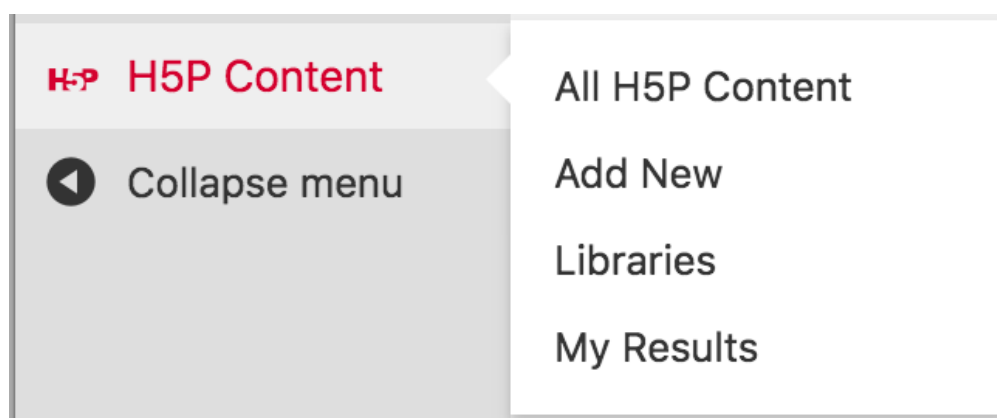 H5P H5P Content
Collapse menu
All H5P Content
Add New
Libraries
My Results